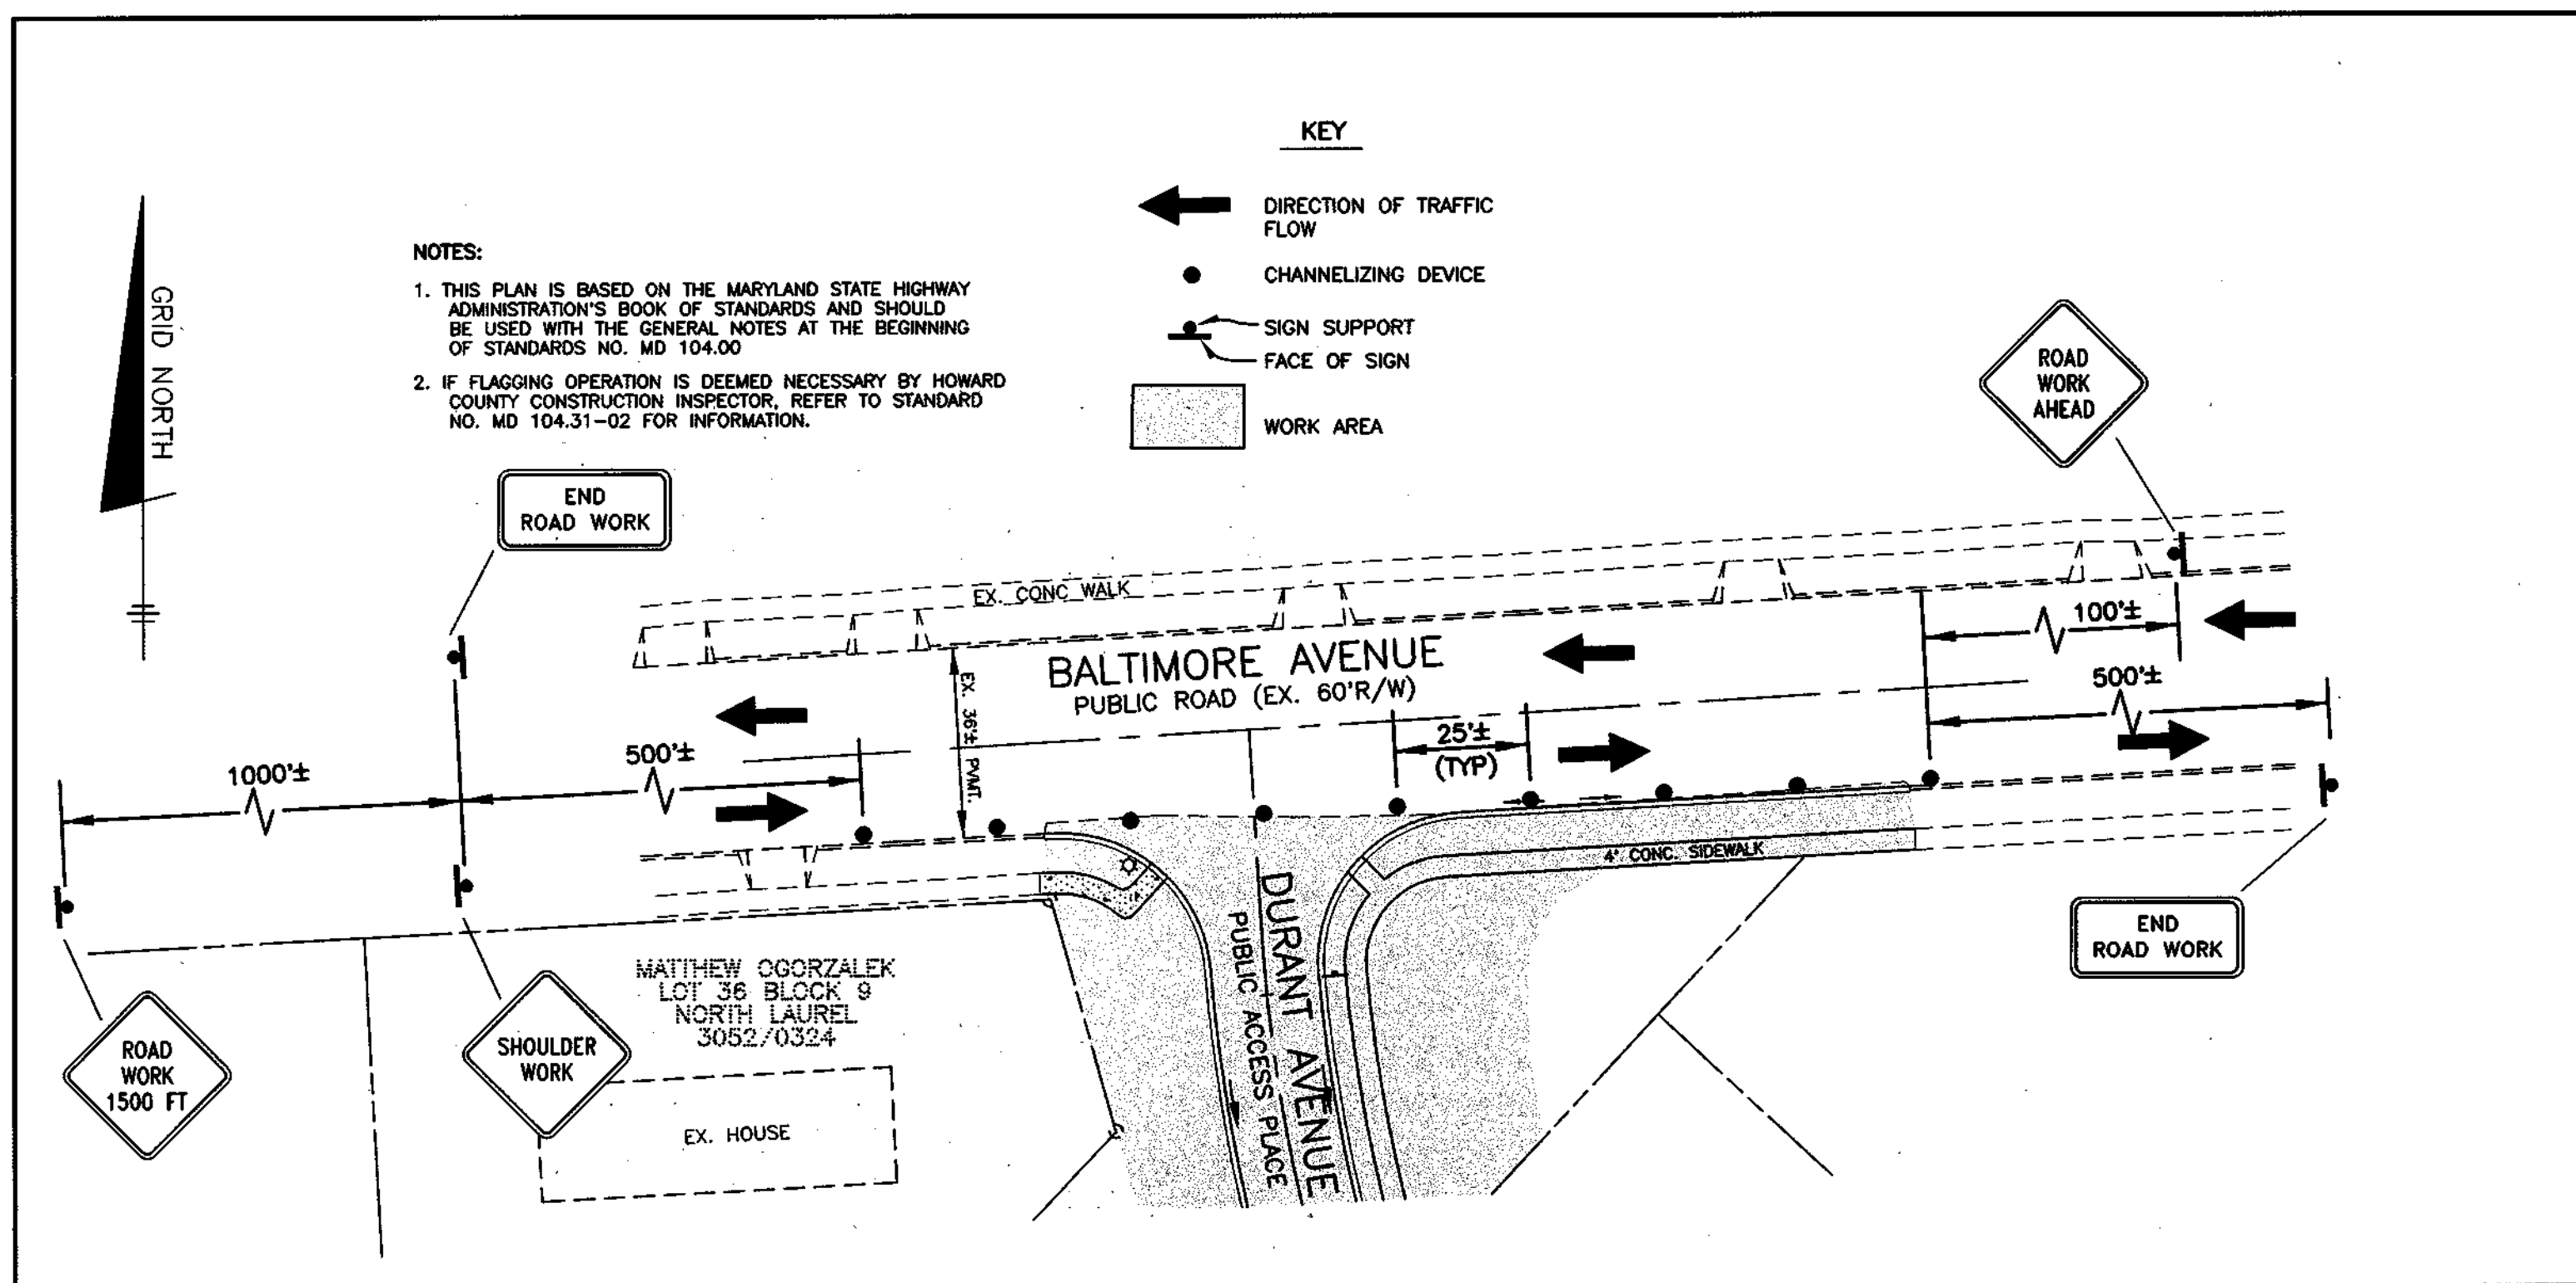 KEY
DIRECTION OF TRAFFIC
FLOW
CHANNELIZING DEVICE
SIGN SUPPORT
FACE OF SIGN
WORK AREA
NOTES:
1. THIS PLAN IS BASED ON THE MARYLAND STATE HIGHWAY
ADMINISTRATION'S BOOK OF STANDARDS AND SHOULD
BE USED WITH THE GENERAL NOTES AT THE BEGINNING
OF STANDARDS NO. MD 104.00
2. IF FLAGGING OPERATION IS DEEMED NECESSARY BY HOWARD
COUNTY CONSTRUCTION INSPECTOR, REFER TO STANDARD
NO. MD 104.31-02 FOR INFORMATION.
GRID NORTH
END
ROAD WORK
ROAD
WORK
AHEAD
EX. CONC WALK
BALTIMORE AVENUE
PUBLIC ROAD (EX. 60'R/W)
EX. 36'± PVMT.
100'±
500'±
25'±
(TYP)
500'±
1000'±
4' CONC. SIDEWALK
DURANT AVENUE
PUBLIC ACCESS PLACE
MATTHEW OGORZALEK
LOT 36 BLOCK 9
NORTH LAUREL
3052/0324
EX. HOUSE
ROAD
WORK
1500 FT
SHOULDER
WORK
END
ROAD WORK